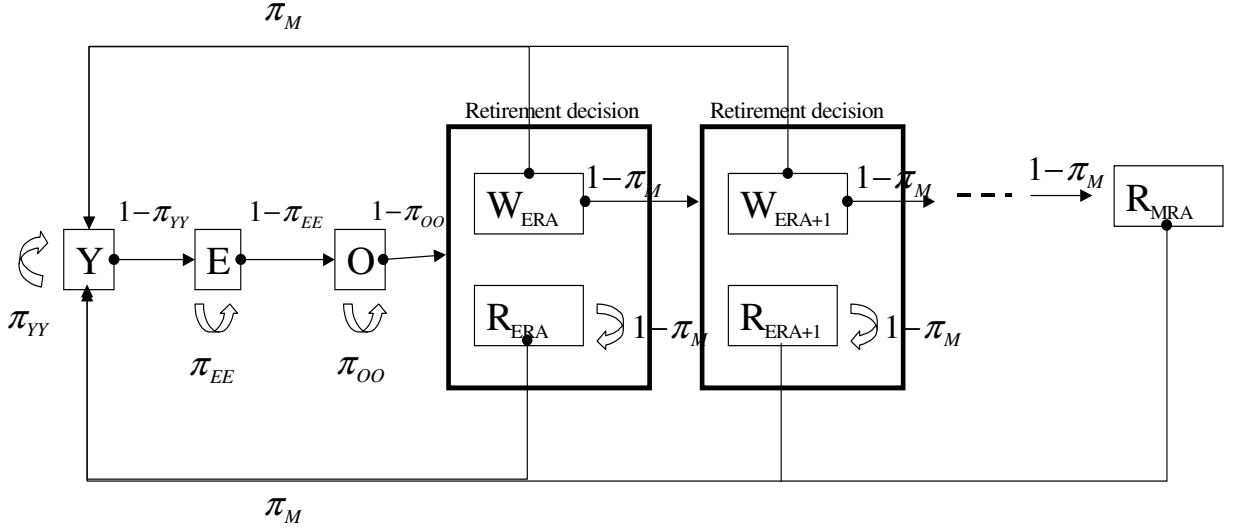 π_M
Retirement decision
Retirement decision
W_ERA
1−π_M
W_ERA+1
1−π_M
1−π_M
R_MRA
1−π_YY
1−π_EE
1−π_OO
Y
E
O
π_YY
π_EE
π_OO
R_ERA
1−π_M
R_ERA+1
1−π_M
π_M